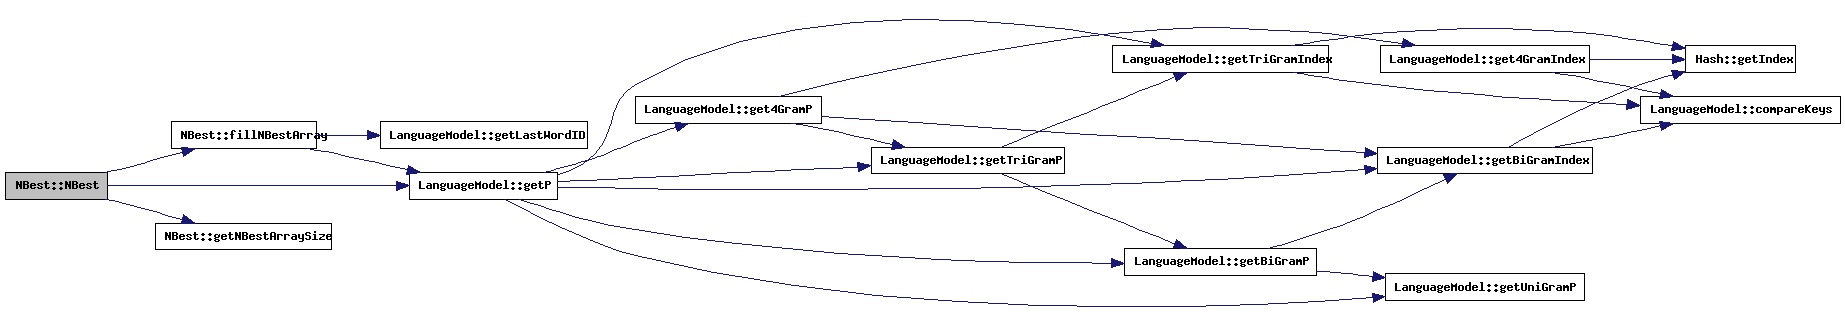 NBest::NBest
NBest::fillNBestArray
NBest::getNBestArraySize
LanguageModel::getLastWordID
LanguageModel::getP
LanguageModel::get4GramP
LanguageModel::getTriGramP
LanguageModel::getTriGramIndex
LanguageModel::getBiGramP
LanguageModel::get4GramIndex
LanguageModel::getBiGramIndex
LanguageModel::getUniGramP
Hash::getIndex
LanguageModel::compareKeys